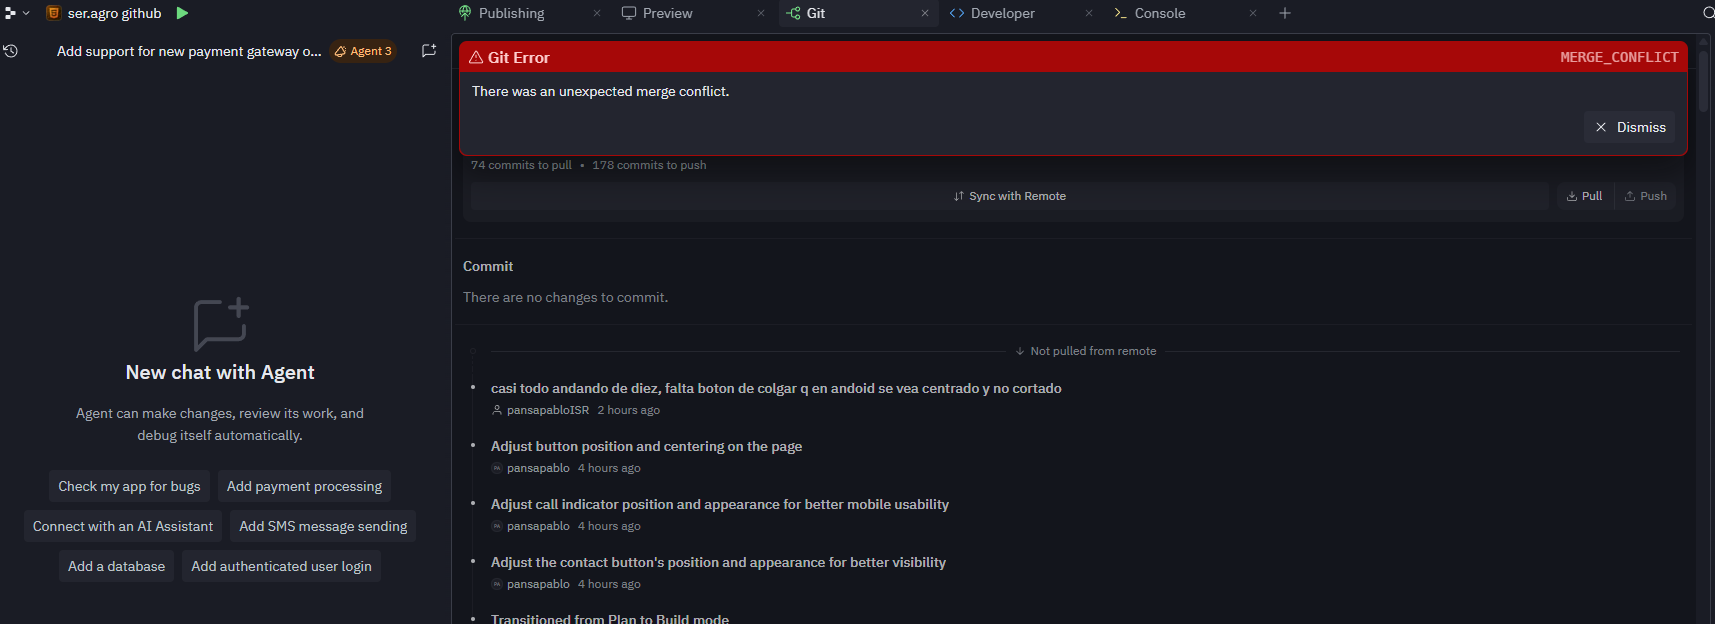 ser.agro github
Publishing
Preview
Git
Developer
Console
Add support for new payment gateway o...
Agent 3
Git Error
MERGE_CONFLICT
There was an unexpected merge conflict.
Dismiss
74 commits to pull • 178 commits to push
Sync with Remote
Pull
Push
Commit
There are no changes to commit.
Not pulled from remote
casi todo andando de diez, falta boton de colgar q en andoid se vea centrado y no cortado
pansapabloISR 2 hours ago
Adjust button position and centering on the page
PA pansapablo 4 hours ago
Adjust call indicator position and appearance for better mobile usability
PA pansapablo 4 hours ago
Adjust the contact button's position and appearance for better visibility
PA pansapablo 4 hours ago
Transitioned from Plan to Build mode
New chat with Agent
Agent can make changes, review its work, and
debug itself automatically.
Check my app for bugs
Add payment processing
Connect with an AI Assistant
Add SMS message sending
Add a database
Add authenticated user login